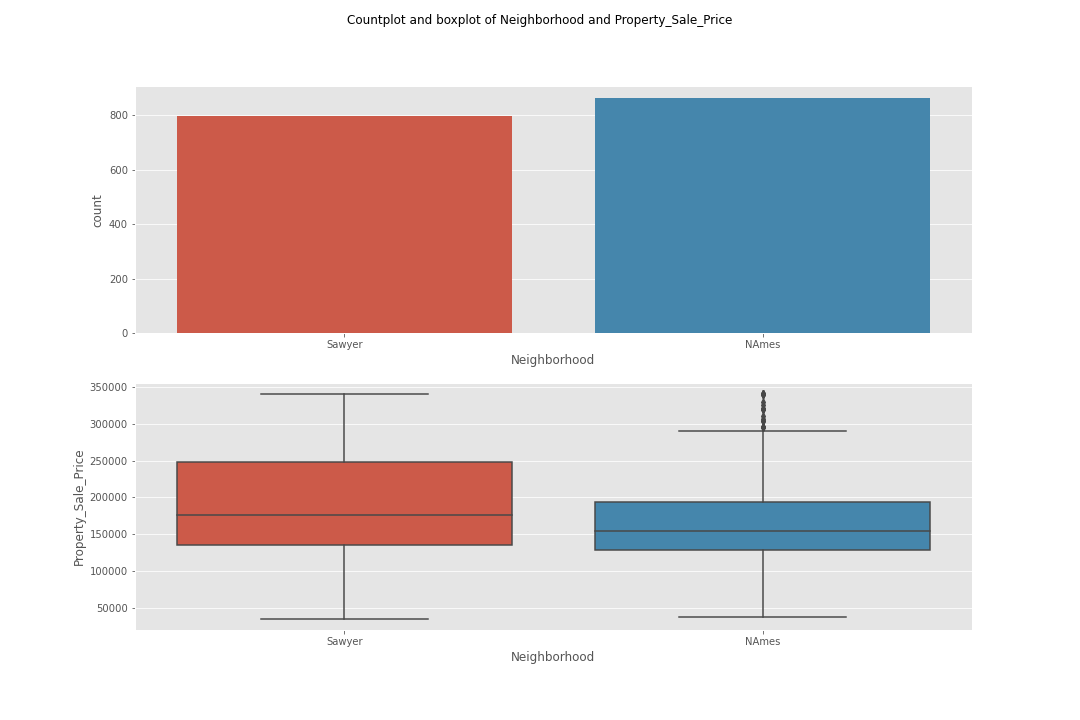 Countplot and boxplot of Neighborhood and Property_Sale_Price
800
600
400
200
0
count
Sawyer
NAmes
Neighborhood
350000
300000
250000
200000
150000
100000
50000
Property_Sale_Price
Sawyer
NAmes
Neighborhood